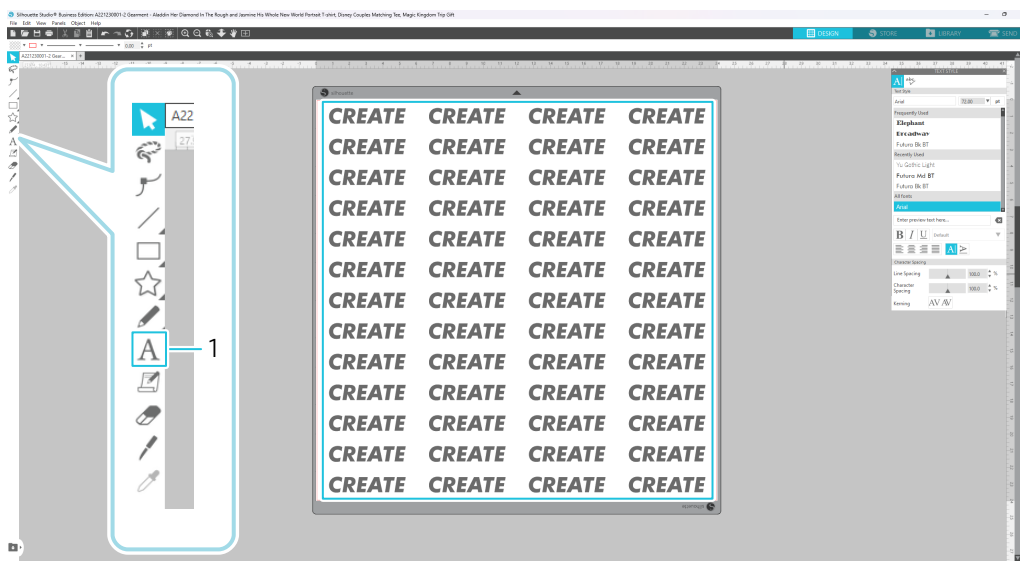 Silhouette Studio® Business Edition: A221230001-2 Gearment - Aladdin Her Diamond In The Rough and Jasmine His Whole New World Portrait T-shirt, Disney Couples Matching Tee, Magic Kingdom Trip Gift
File Edit View Panels Object Help
DESIGN STORE LIBRARY SEND
0.00 pt
A221230001-2 Gear... × +
TEXT STYLE
A22
27
silhouette
Text Style
Arial 72.00 pt
Frequently Used
Elephant
Broadway
Futura Bk BT
Recently Used
Yu Gothic Light
Futura Md BT
Futura Bk BT
All Fonts
Arial
Enter preview text here...
B I U Default
Character Spacing
Line Spacing 100.0 %
Character Spacing 100.0 %
Kerning AV AV
A 1
CREATE CREATE CREATE CREATE
CREATE CREATE CREATE CREATE
CREATE CREATE CREATE CREATE
CREATE CREATE CREATE CREATE
CREATE CREATE CREATE CREATE
CREATE CREATE CREATE CREATE
CREATE CREATE CREATE CREATE
CREATE CREATE CREATE CREATE
CREATE CREATE CREATE CREATE
CREATE CREATE CREATE CREATE
CREATE CREATE CREATE CREATE
CREATE CREATE CREATE CREATE
CREATE CREATE CREATE CREATE
silhouette